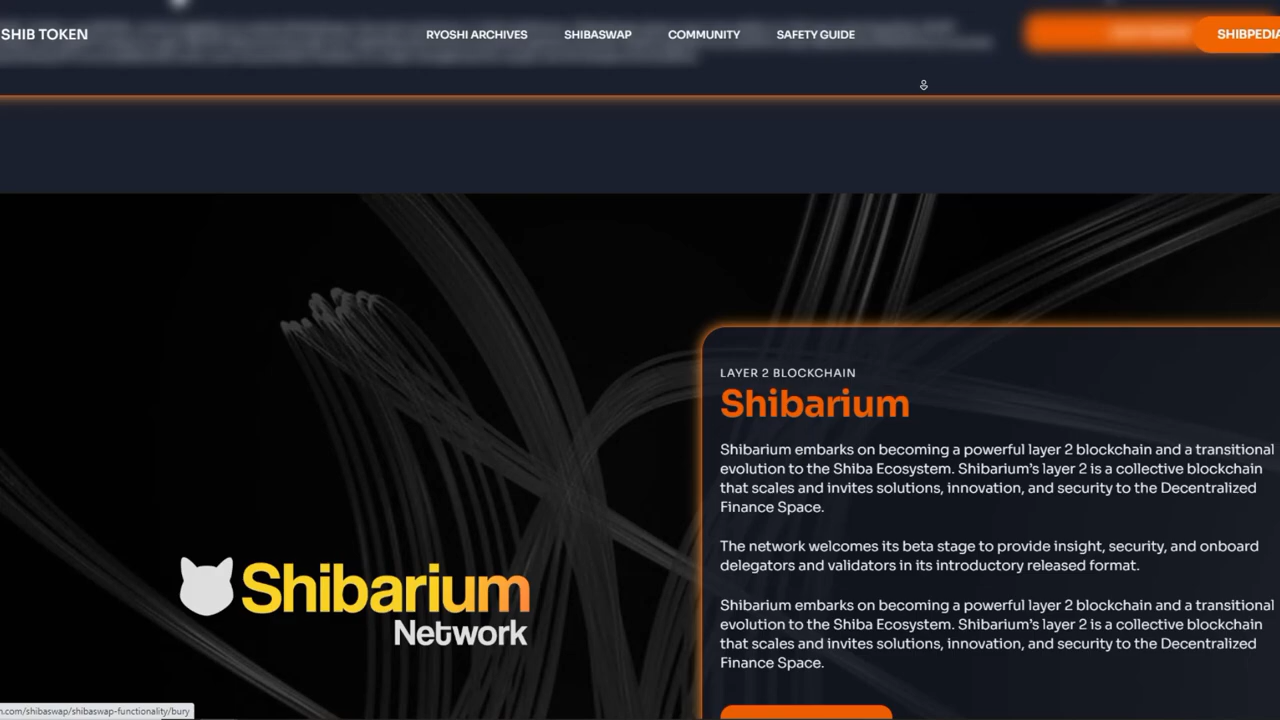 SHIB TOKEN
RYOSHI ARCHIVES
SHIBASWAP
COMMUNITY
SAFETY GUIDE
SHIBPEDIA
LAYER 2 BLOCKCHAIN
Shibarium
Shibarium embarks on becoming a powerful layer 2 blockchain and a transitional
evolution to the Shiba Ecosystem. Shibarium's layer 2 is a collective blockchain
that scales and invites solutions, innovation, and security to the Decentralized
Finance Space.
The network welcomes its beta stage to provide insight, security, and onboard
delegators and validators in its introductory released format.
Shibarium embarks on becoming a powerful layer 2 blockchain and a transitional
evolution to the Shiba Ecosystem. Shibarium's layer 2 is a collective blockchain
that scales and invites solutions, innovation, and security to the Decentralized
Finance Space.
Shibarium
Network
n.com/shibaswap/shibaswap-functionality/bury